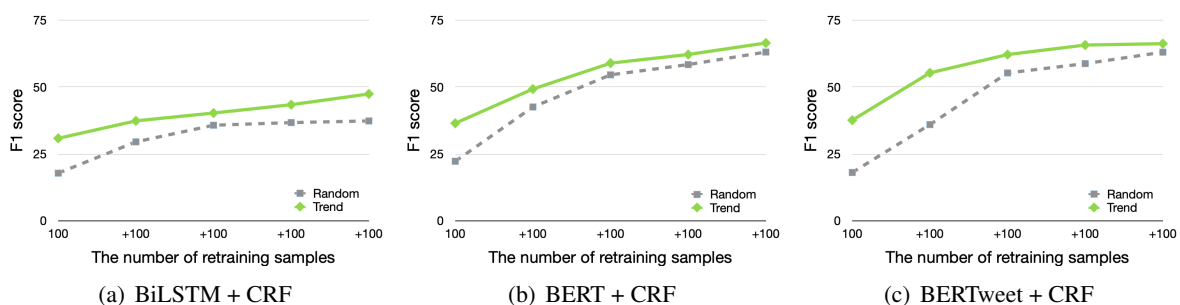 75
50
25
0
F1 score
Random
Trend
100 +100 +100 +100 +100
The number of retraining samples
(a) BiLSTM + CRF
75
50
25
0
F1 score
Random
Trend
100 +100 +100 +100 +100
The number of retraining samples
(b) BERT + CRF
75
50
25
0
F1 score
Random
Trend
100 +100 +100 +100 +100
The number of retraining samples
(c) BERTweet + CRF